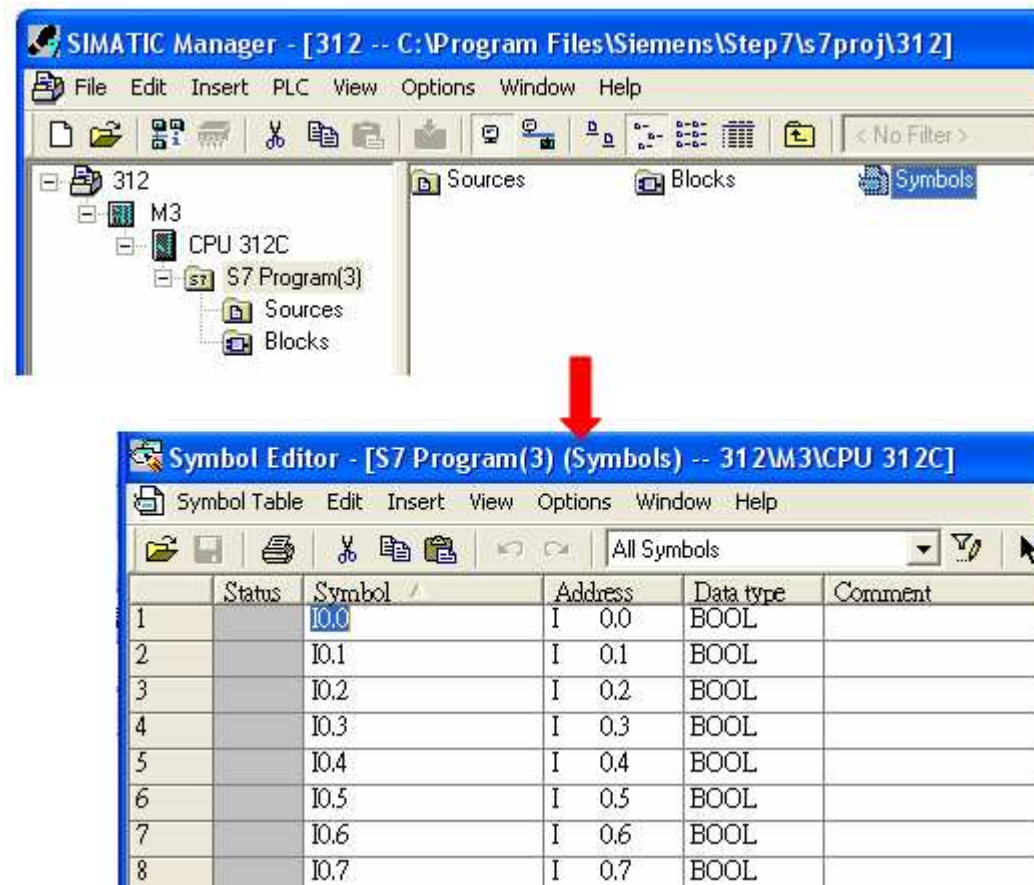 SIMATIC Manager - [312 -- C:\Program Files\Siemens\Step7\s7proj\312]
File Edit Insert PLC View Options Window Help
< No Filter >
312
M3
CPU 312C
S7 Program(3)
Sources
Blocks
Sources Blocks Symbols
Symbol Editor - [S7 Program(3) (Symbols) -- 312\M3\CPU 312C]
Symbol Table Edit Insert View Options Window Help
All Symbols
Status Symbol Address Data type Comment
1 I0.0 I 0.0 BOOL
2 I0.1 I 0.1 BOOL
3 I0.2 I 0.2 BOOL
4 I0.3 I 0.3 BOOL
5 I0.4 I 0.4 BOOL
6 I0.5 I 0.5 BOOL
7 I0.6 I 0.6 BOOL
8 I0.7 I 0.7 BOOL